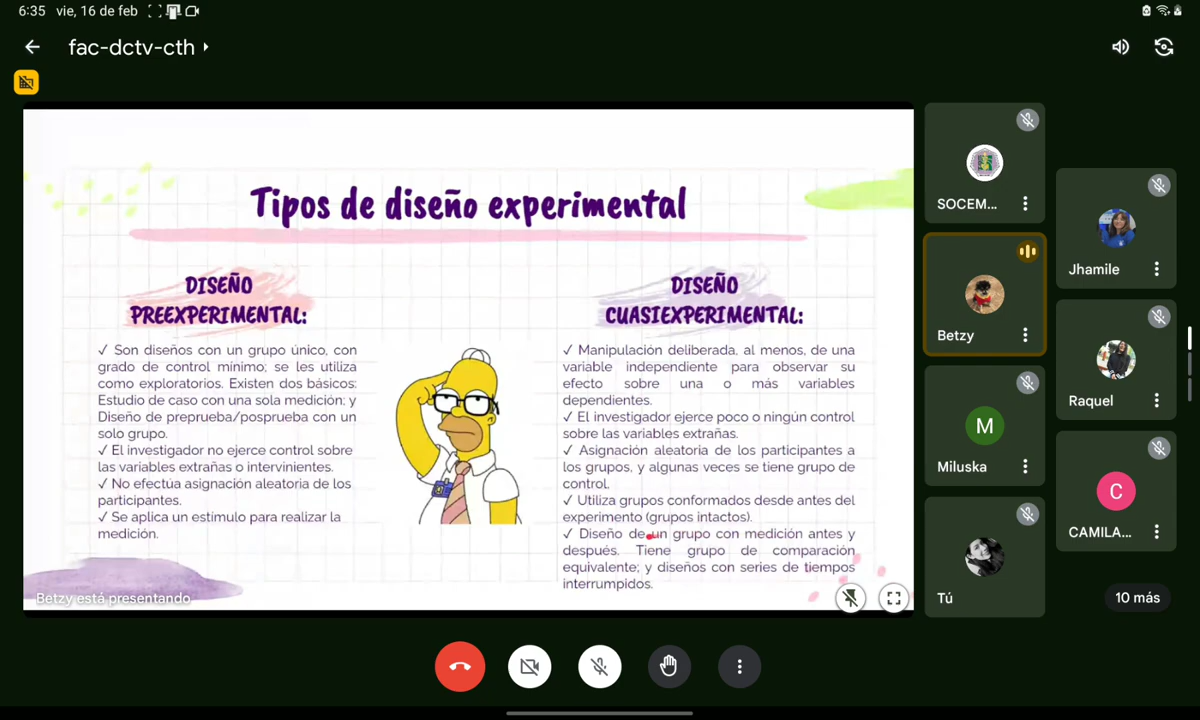 6:35 vie, 16 de feb
fac-dctv-cth
Tipos de diseño experimental
DISEÑO
PREEXPERIMENTAL:
✓ Son diseños con un grupo único, con
grado de control mínimo; se les utiliza
como exploratorios. Existen dos básicos:
Estudio de caso con una sola medición; y
Diseño de preprueba/posprueba con un
solo grupo.
✓ El investigador no ejerce control sobre
las variables extrañas o intervinientes.
✓ No efectúa asignación aleatoria de los
participantes.
✓ Se aplica un estímulo para realizar la
medición.
DISEÑO
CUASIEXPERIMENTAL:
✓ Manipulación deliberada, al menos, de una
variable independiente para observar su
efecto sobre una o más variables
dependientes.
✓ El investigador ejerce poco o ningún control
sobre las variables extrañas.
✓ Asignación aleatoria de los participantes a
los grupos, y algunas veces se tiene grupo de
control.
✓ Utiliza grupos conformados desde antes del
experimento (grupos intactos).
✓ Diseño de un grupo con medición antes y
después. Tiene grupo de comparación
equivalente; y diseños con series de tiempos
interrumpidos.
Betzy está presentando
SOCEM...
Betzy
M
Miluska
Tú
Jhamile
Raquel
C
CAMILA...
10 más